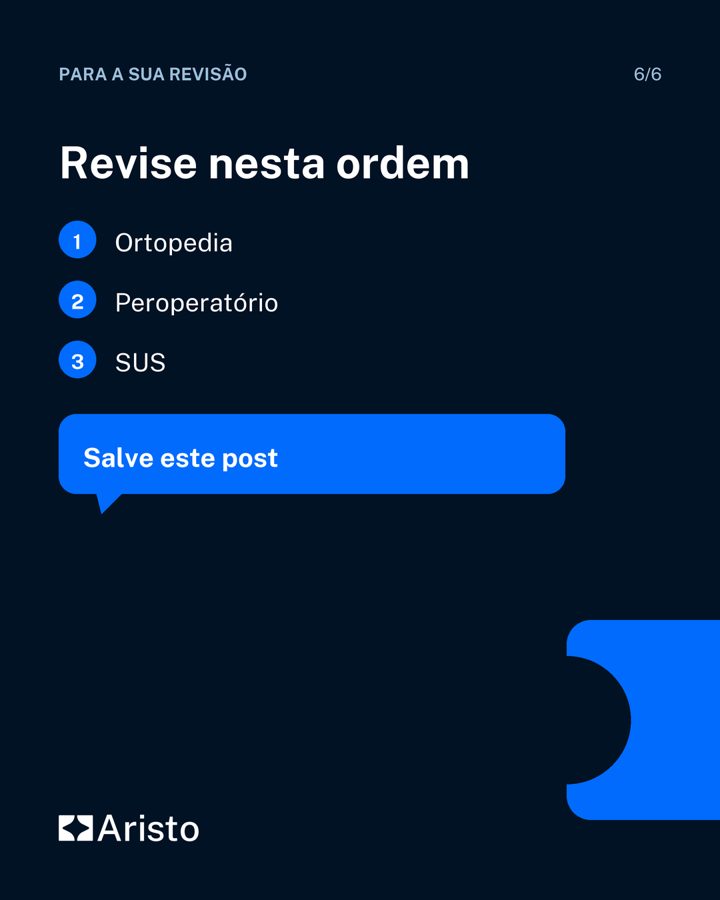 PARA A SUA REVISÃO
6/6
Revise nesta ordem
1 Ortopedia
2 Peroperatório
3 SUS
Salve este post
Aristo